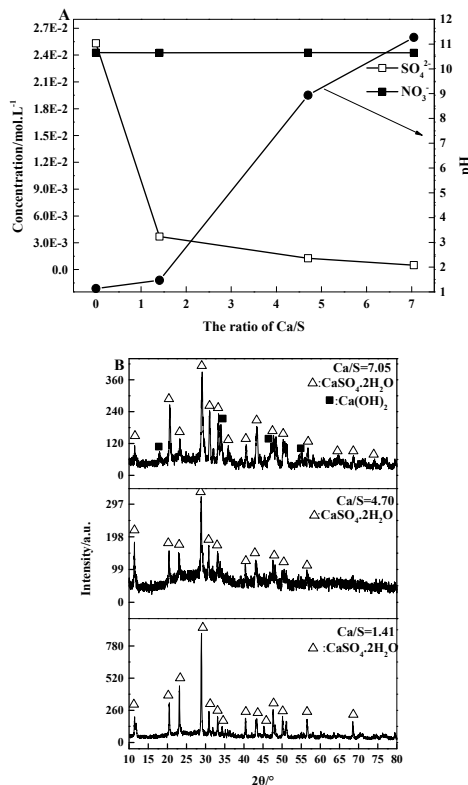 A
2.7E-2
2.4E-2
2.1E-2
1.8E-2
1.5E-2
1.2E-2
9.0E-3
6.0E-3
3.0E-3
0.0
Concentration/mol.L⁻¹
SO₄²⁻
NO₃⁻
12
11
10
9
8
7
6
5
4
3
2
1
pH
0 1 2 3 4 5 6 7
The ratio of Ca/S
B
Ca/S=7.05
△:CaSO₄.2H₂O
■:Ca(OH)₂
360
240
120
0
Ca/S=4.70
△:CaSO₄.2H₂O
297
198
99
0
Intensity/a.u.
Ca/S=1.41
△:CaSO₄.2H₂O
780
520
260
0
10 15 20 25 30 35 40 45 50 55 60 65 70 75 80
2θ/°